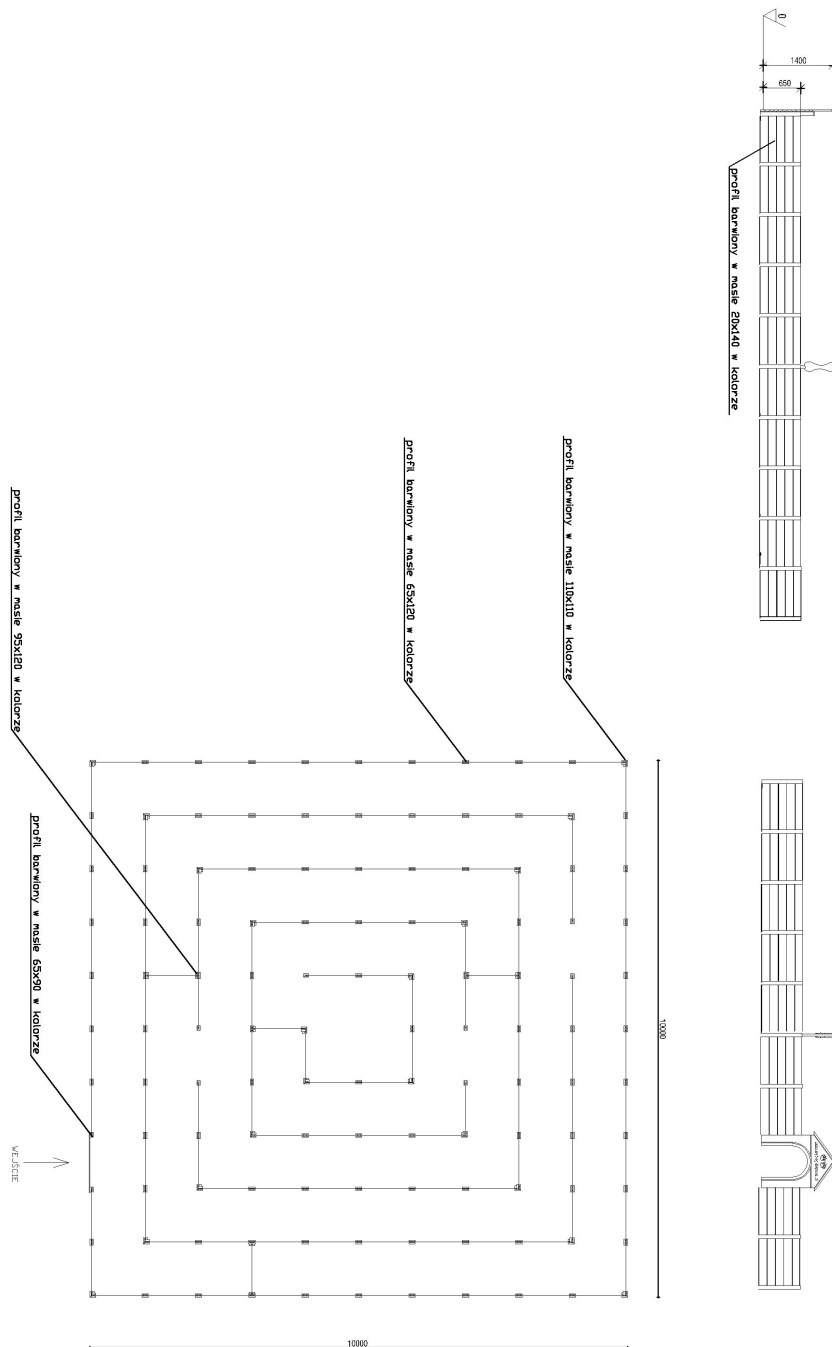 0
1400
650
profil barwiony w masie 20x140 w kolorze
profil barwiony w masie 110x110 w kolorze
profil barwiony w masie 65x120 w kolorze
profil barwiony w masie 95x120 w kolorze
profil barwiony w masie 65x90 w kolorze
10000
WEJŚCIE
10000